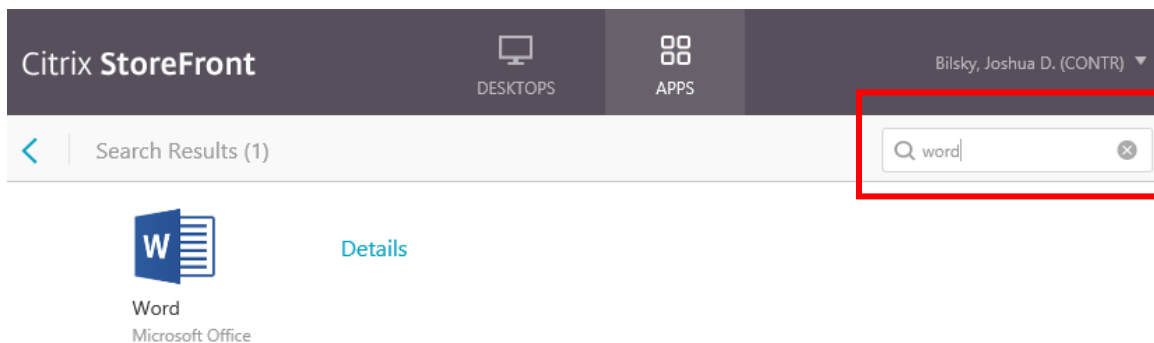 Citrix StoreFront
DESKTOPS
APPS
Bilsky, Joshua D. (CONTR)
Search Results (1)
word
W
Details
Word
Microsoft Office